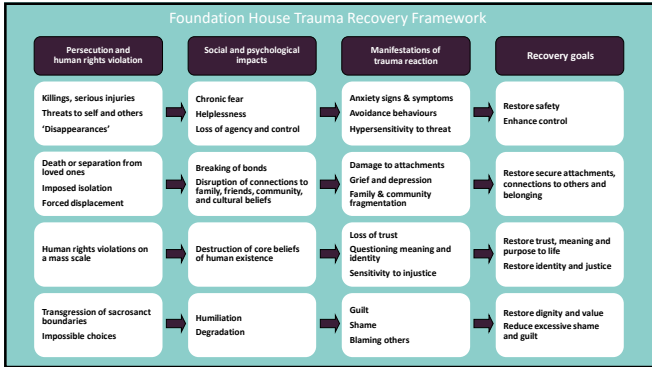 Foundation House Trauma Recovery Framework
Persecution and
human rights violation
Social and psychological
impacts
Manifestations of
trauma reaction
Recovery goals
Killings, serious injuries
Threats to self and others
‘Disappearances’
Chronic fear
Helplessness
Loss of agency and control
Anxiety signs & symptoms
Avoidance behaviours
Hypersensitivity to threat
Restore safety
Enhance control
Death or separation from
loved ones
Imposed isolation
Forced displacement
Breaking of bonds
Disruption of connections to
family, friends, community,
and cultural beliefs
Damage to attachments
Grief and depression
Family & community
fragmentation
Restore secure attachments,
connections to others and
belonging
Human rights violations on
a mass scale
Destruction of core beliefs
of human existence
Loss of trust
Questioning meaning and
identity
Sensitivity to injustice
Restore trust, meaning and
purpose to life
Restore identity and justice
Transgression of sacrosanct
boundaries
Impossible choices
Humiliation
Degradation
Guilt
Shame
Blaming others
Restore dignity and value
Reduce excessive shame
and guilt